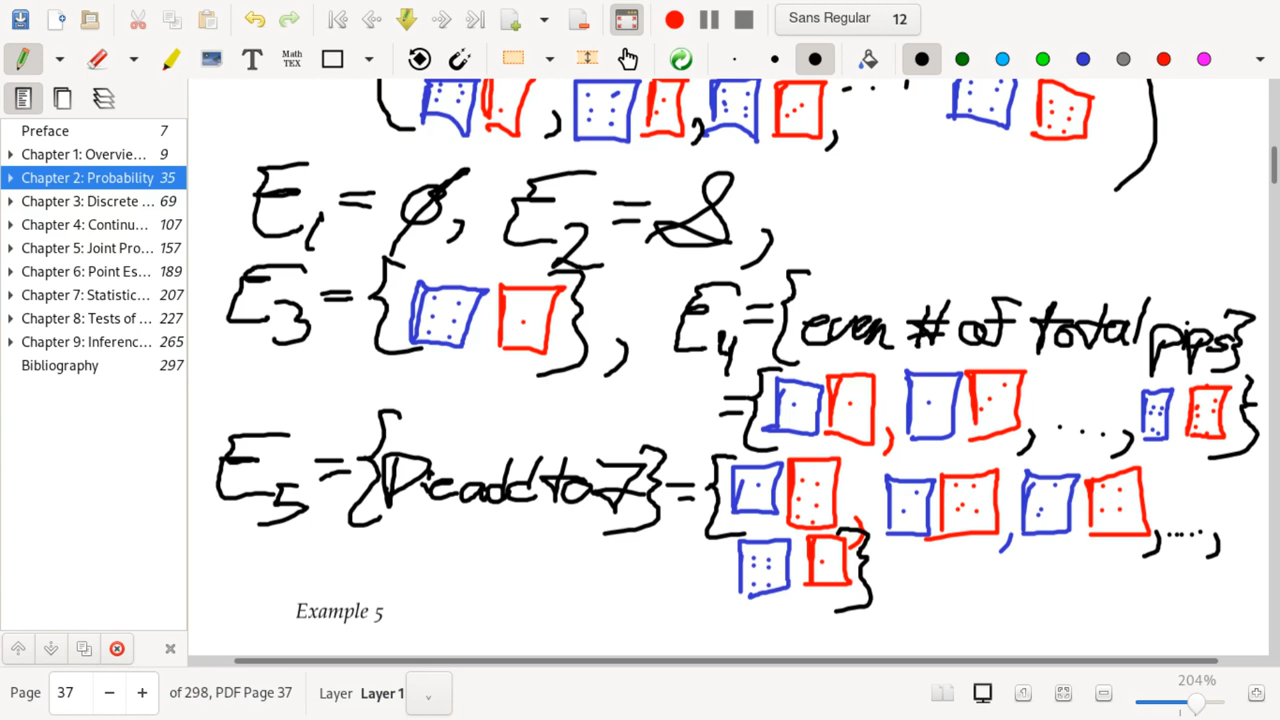 Sans Regular 12
T Math TEX
Preface 7
Chapter 1: Overvie... 9
Chapter 2: Probability 35
Chapter 3: Discrete ... 69
Chapter 4: Continu... 107
Chapter 5: Joint Pro... 157
Chapter 6: Point Es... 189
Chapter 7: Statistic... 207
Chapter 8: Tests of ... 227
Chapter 9: Inferenc... 265
Bibliography 297
, , , ...
E₁ = ∅, E₂ = S,
E₃ = { }, E₄ = {even # of total pips}
= { , , ...., }
E₅ = {Die add to 7} = { , , , ....., }
Example 5
Page 37 of 298, PDF Page 37 Layer Layer 1 204%